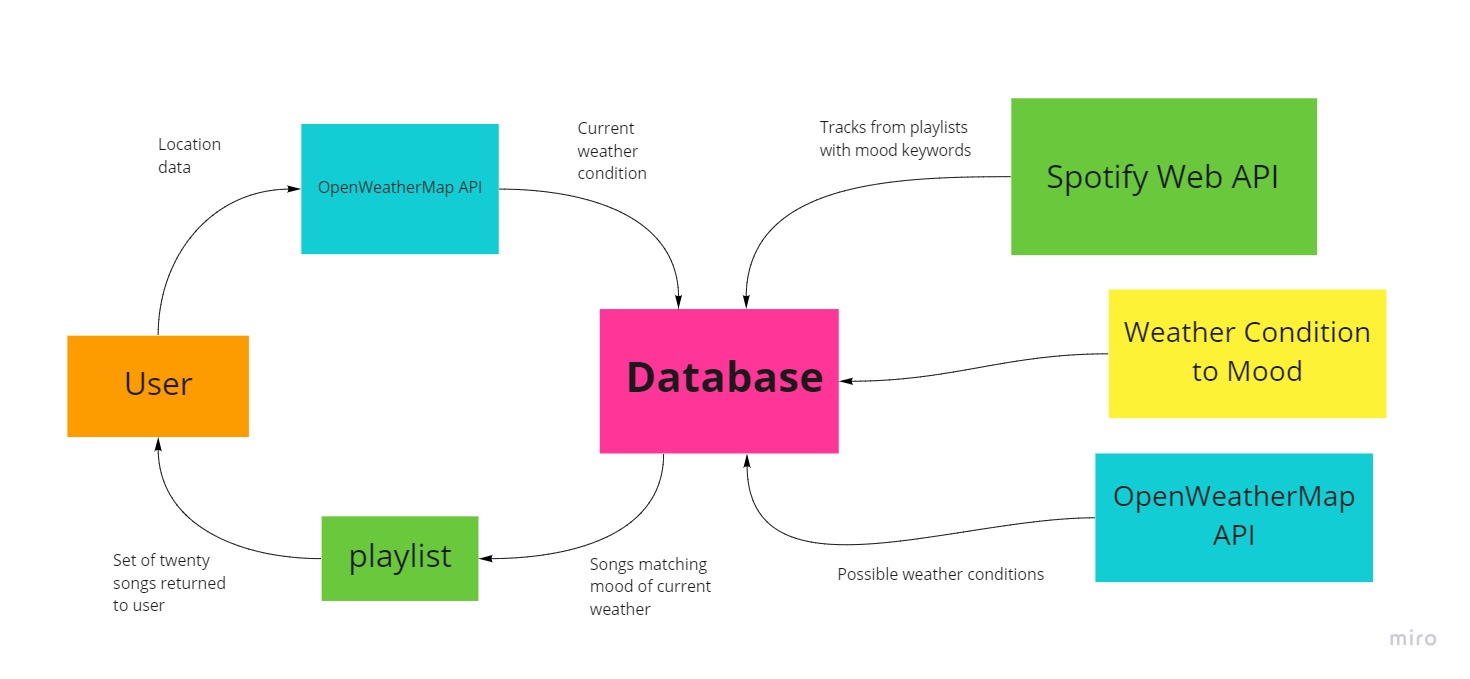 Location
data
OpenWeatherMap API
Current
weather
condition
Tracks from playlists
with mood keywords
Spotify Web API
User
Database
Weather Condition
to Mood
OpenWeatherMap
API
Possible weather conditions
playlist
Songs matching
mood of current
weather
Set of twenty
songs returned
to user
miro